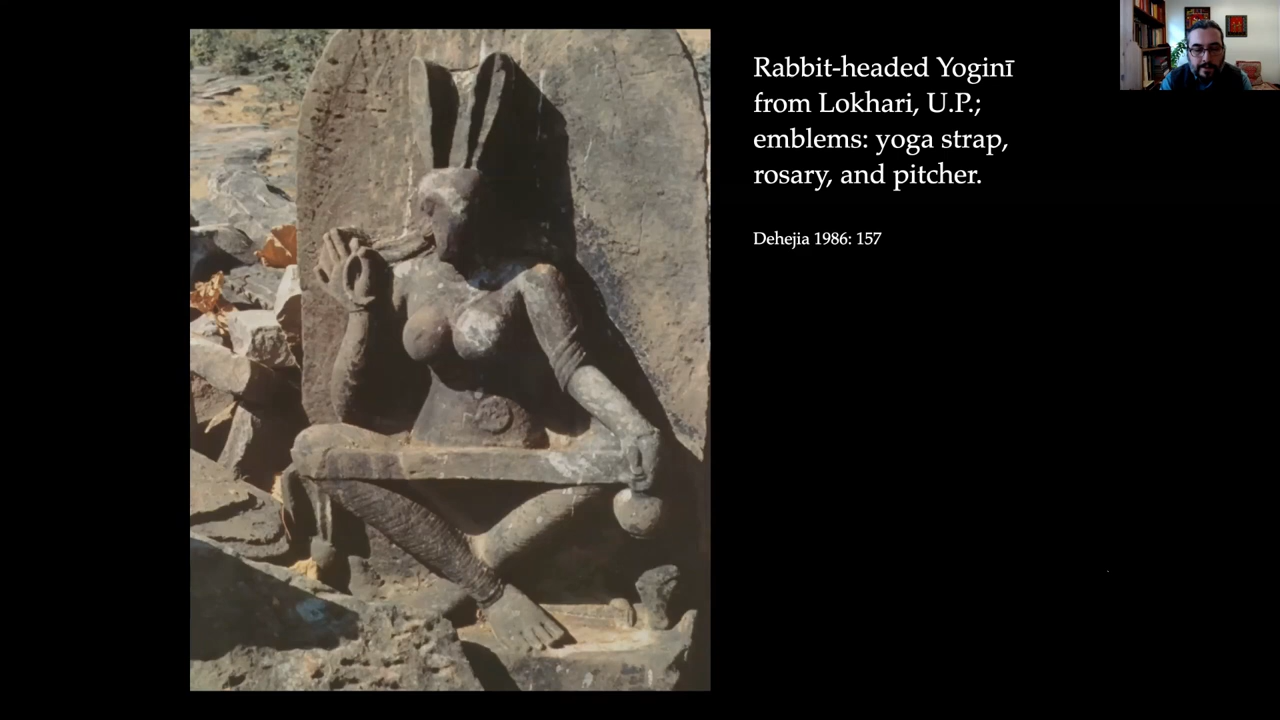 Rabbit-headed Yoginī
from Lokhari, U.P.;
emblems: yoga strap,
rosary, and pitcher.
Dehejia 1986: 157